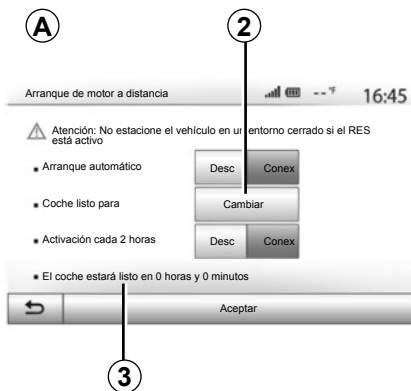 A
2
Arranque de motor a distancia
-- °F
16:45
Atención: No estacione el vehículo en un entorno cerrado si el RES
está activo
Arranque automático
Desc
Conex
Coche listo para
Cambiar
Activación cada 2 horas
Desc
Conex
El coche estará listo en 0 horas y 0 minutos
Aceptar
3